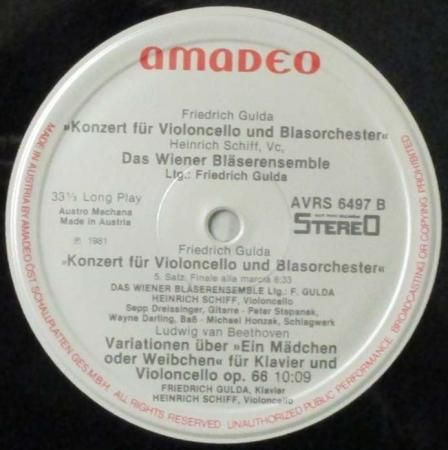 amadeo
Friedrich Gulda
»Konzert für Violoncello und Blasorchester«
Heinrich Schiff, Vc,
Das Wiener Bläserensemble
Ltg: Friedrich Gulda
33⅓ Long Play
AVRS 6497 B
Austro Mechana
Made in Austria
STEREO
℗ 1981
Friedrich Gulda
»Konzert für Violoncello und Blasorchester«
5. Satz: Finale alla marcia 8:33
DAS WIENER BLÄSERENSEMBLE Ltg.: F. GULDA
HEINRICH SCHIFF, Violoncello
Sepp Dreissinger, Gitarre - Peter Stepanek,
Wayne Darling, Baß - Michael Honzak, Schlagwerk
Ludwig van Beethoven
Variationen über »Ein Mädchen
oder Weibchen« für Klavier und
Violoncello op. 66 10:09
FRIEDRICH GULDA, Klavier
HEINRICH SCHIFF, Violoncello
MADE IN AUSTRIA BY AMADEO ÖST. SCHALLPLATTEN GES.M.B.H. ALL RIGHTS RESERVED UNAUTHORIZED PUBLIC PERFORMANCE, BROADCASTING OR COPYING PROHIBITED